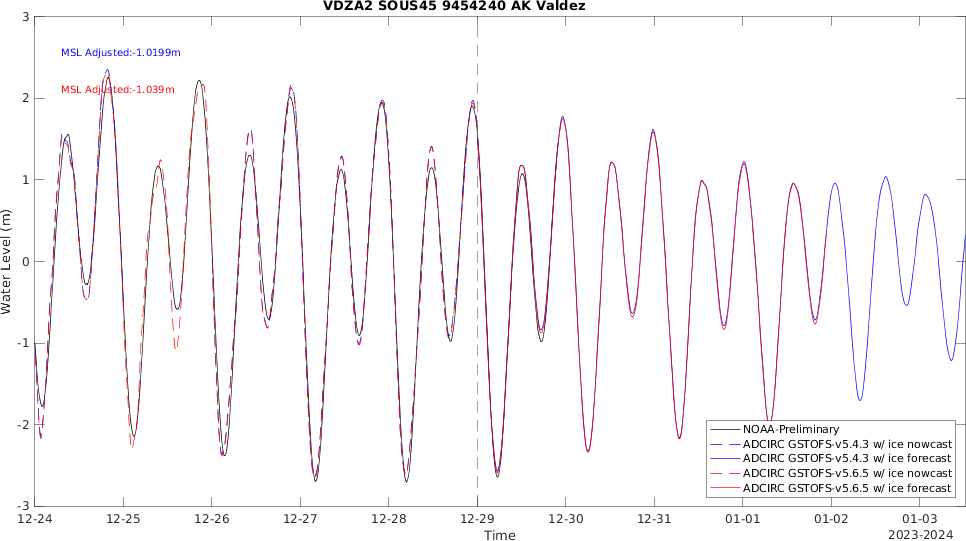 VDZA2 SOUS45 9454240 AK Valdez
MSL Adjusted:-1.0199m
MSL Adjusted:-1.039m
Water Level (m)
3
2
1
0
-1
-2
-3
NOAA-Preliminary
ADCIRC GSTOFS-v5.4.3 w/ ice nowcast
ADCIRC GSTOFS-v5.4.3 w/ ice forecast
ADCIRC GSTOFS-v5.6.5 w/ ice nowcast
ADCIRC GSTOFS-v5.6.5 w/ ice forecast
12-24 12-25 12-26 12-27 12-28 12-29 12-30 12-31 01-01 01-02 01-03
Time
2023-2024